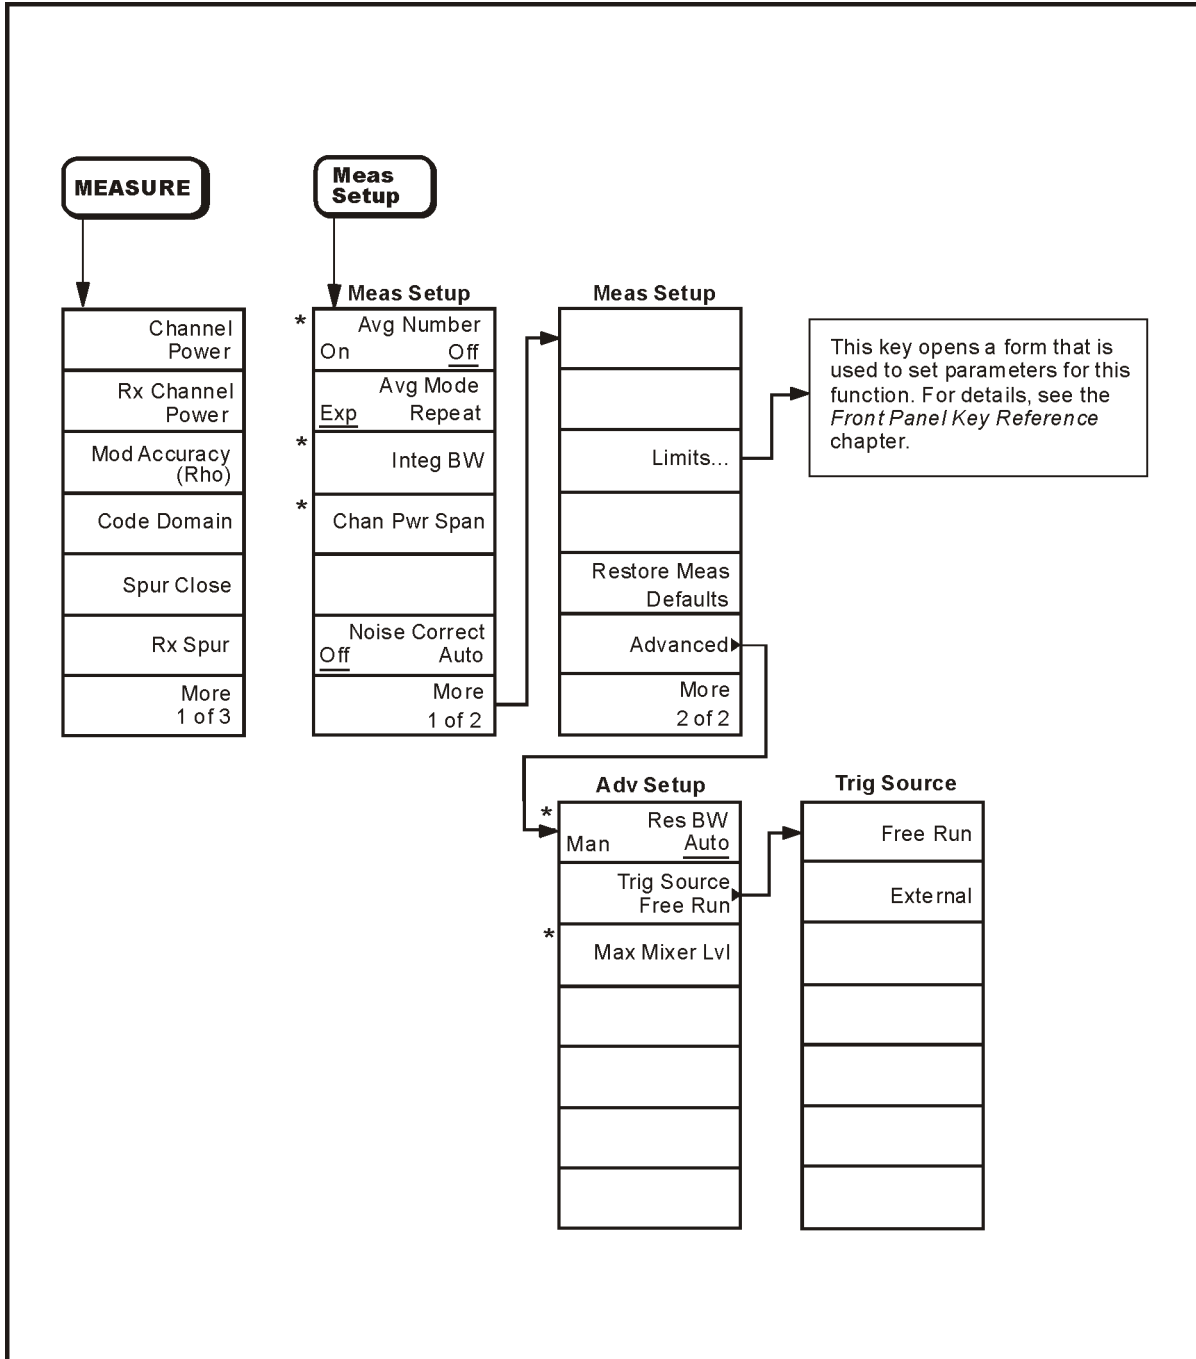 MEASURE
Channel
Power
Rx Channel
Power
Mod Accuracy
(Rho)
Code Domain
Spur Close
Rx Spur
More
1 of 3
Meas
Setup
Meas Setup
* Avg Number
On Off
Avg Mode
Exp Repeat
* Integ BW
* Chan Pwr Span
Noise Correct
Off Auto
More
1 of 2
Meas Setup
Limits...
Restore Meas
Defaults
Advanced
More
2 of 2
This key opens a form that is
used to set parameters for this
function. For details, see the
Front Panel Key Reference
chapter.
Adv Setup
* Res BW
Man Auto
Trig Source
Free Run
* Max Mixer Lvl
Trig Source
Free Run
External